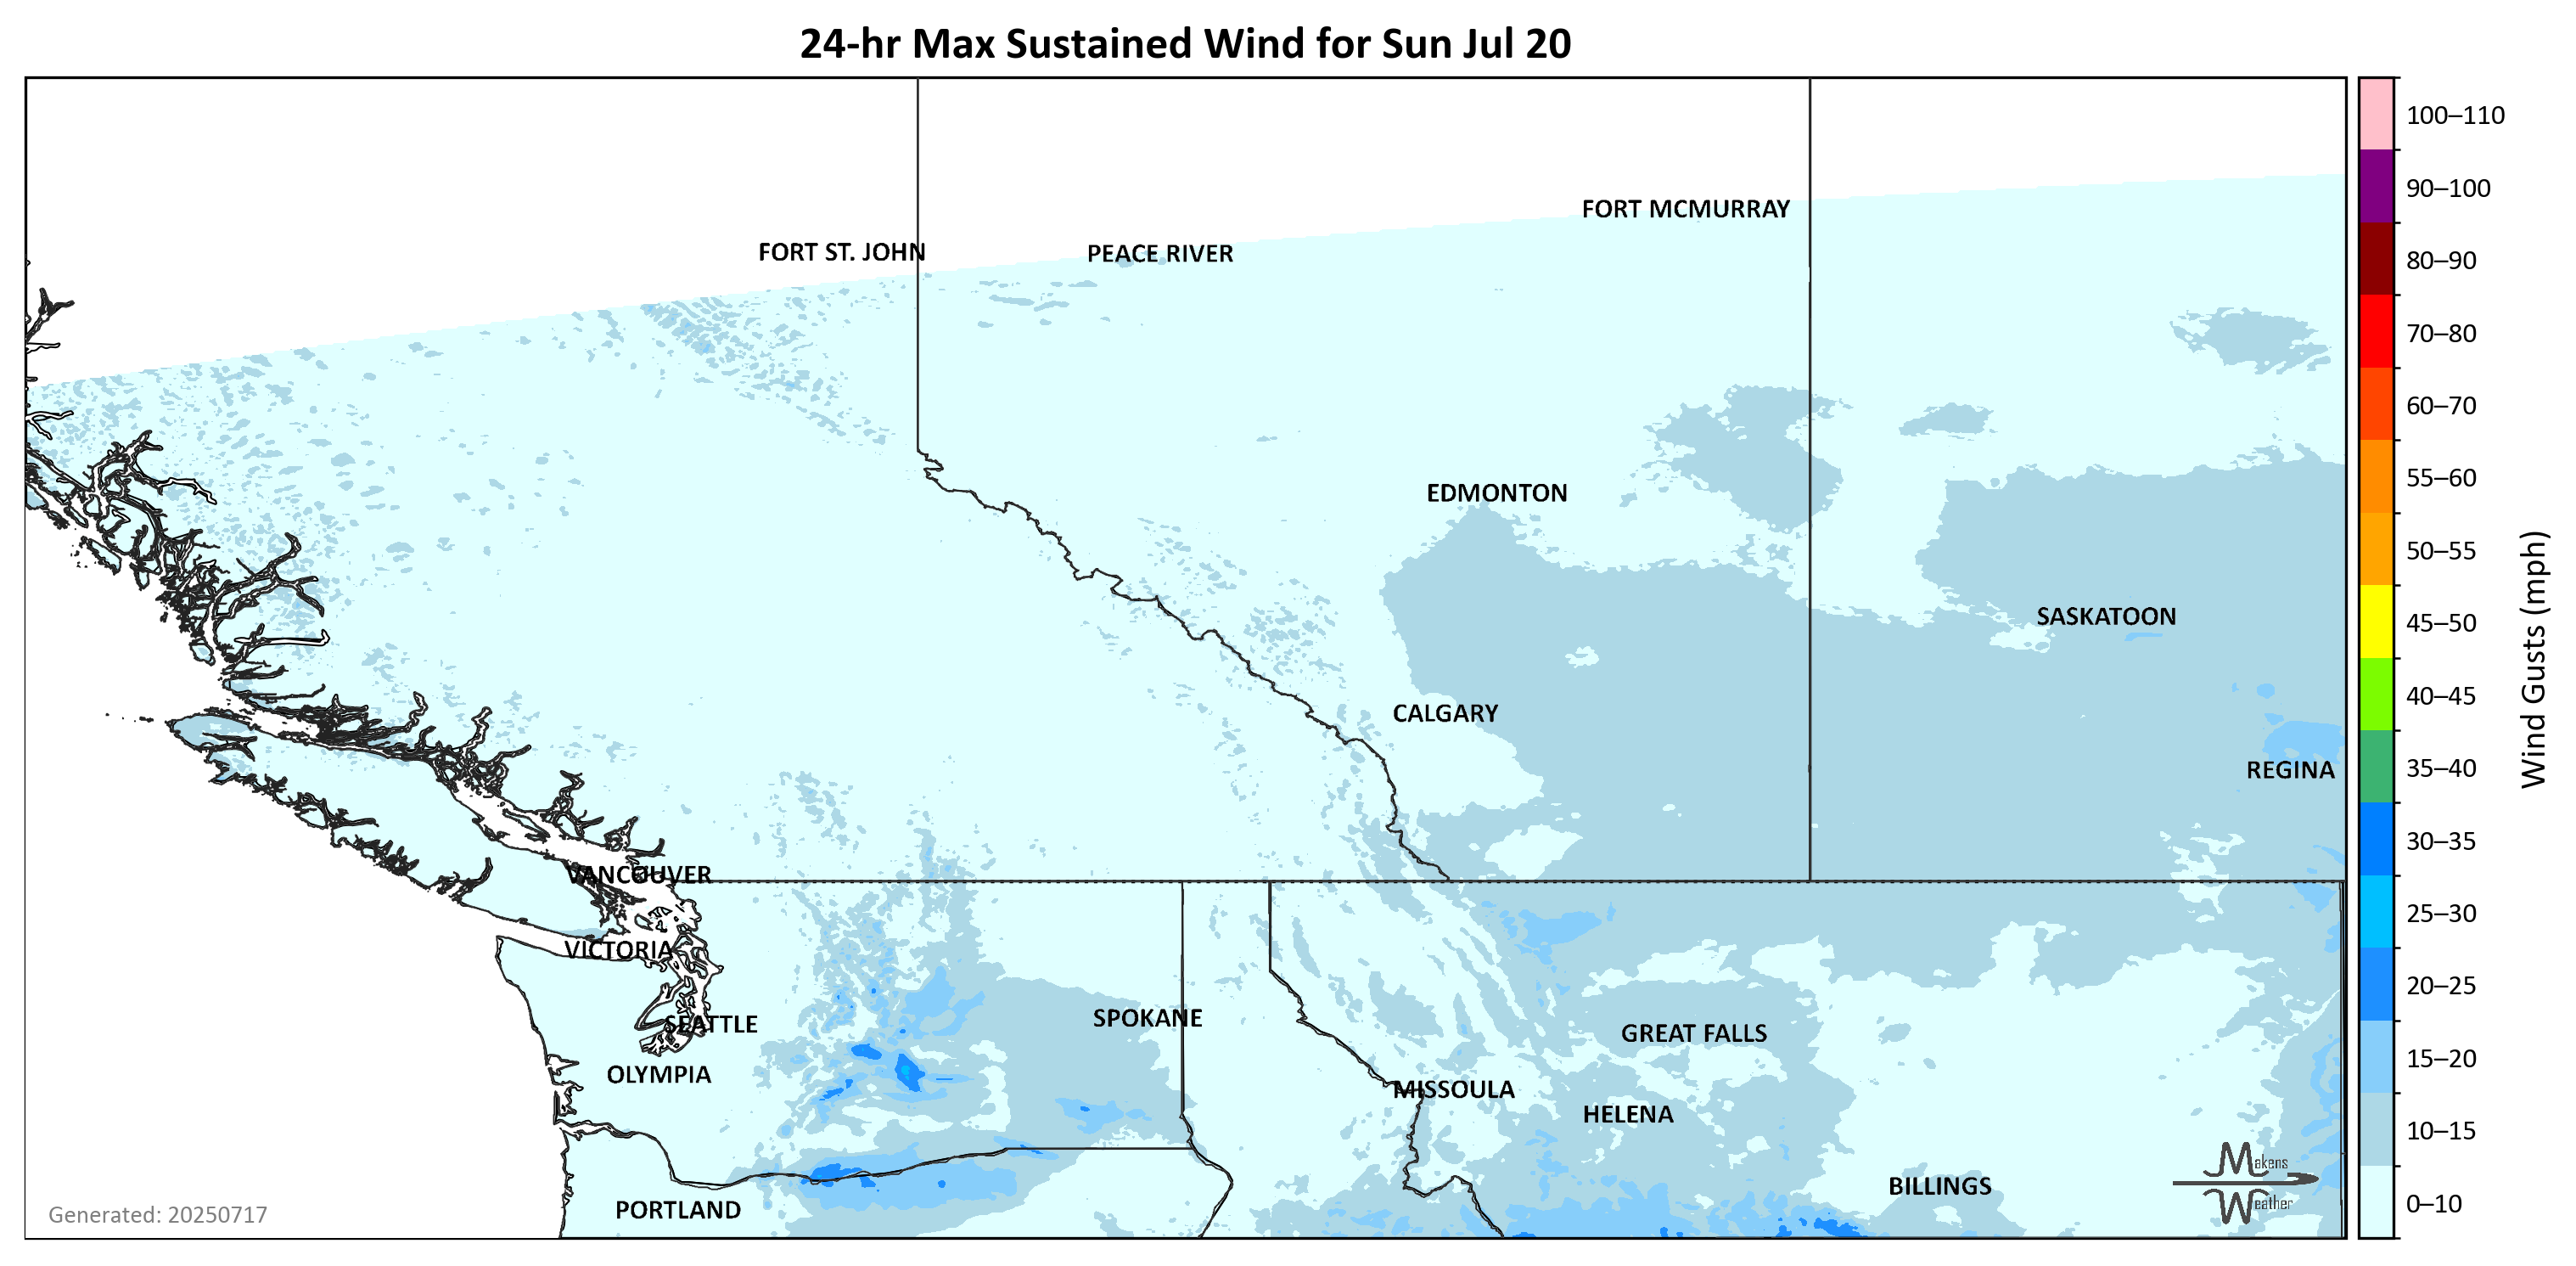 24-hr Max Sustained Wind for Sun Jul 20
100–110
90–100
80–90
70–80
60–70
55–60
50–55
45–50
40–45
35–40
30–35
25–30
20–25
15–20
10–15
0–10
Wind Gusts (mph)
FORT MCMURRAY
FORT ST. JOHN
PEACE RIVER
EDMONTON
SASKATOON
CALGARY
REGINA
VANCOUVER
VICTORIA
SEATTLE
SPOKANE
GREAT FALLS
OLYMPIA
MISSOULA
HELENA
BILLINGS
PORTLAND
Makens
Weather
Generated: 20250717